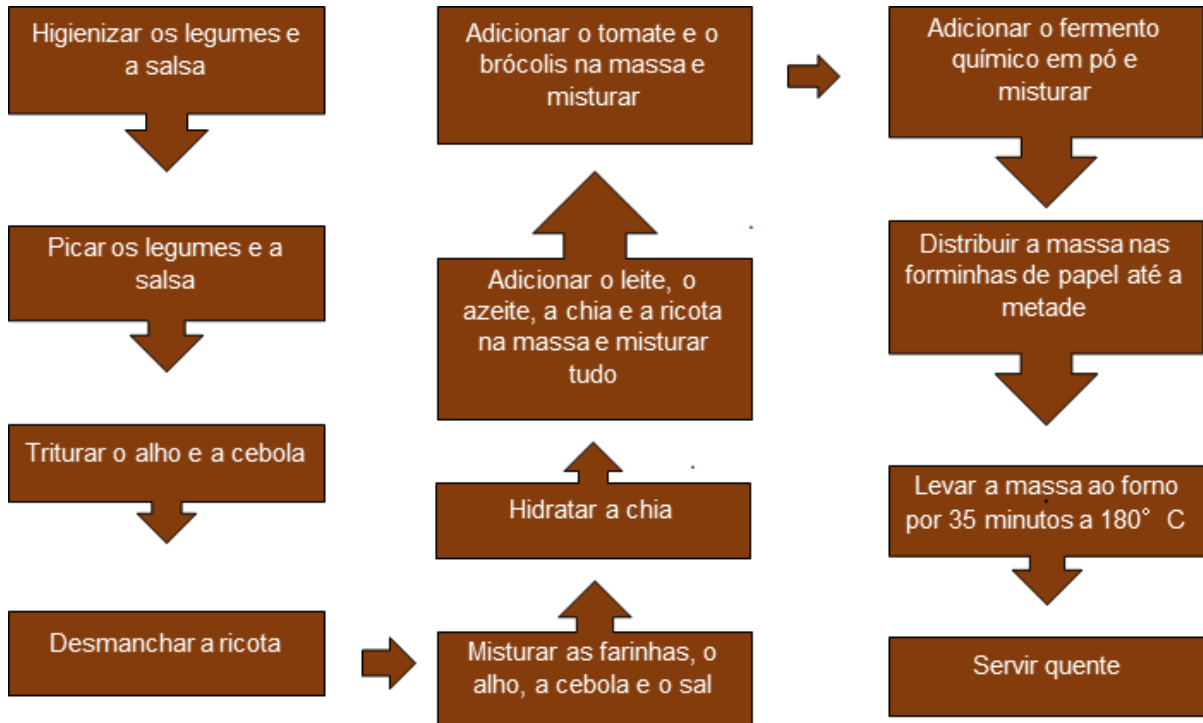 Higienizar os legumes e
a salsa
Picar os legumes e a
salsa
Triturar o alho e a cebola
Desmanchar a ricota
Misturar as farinhas, o
alho, a cebola e o sal
Hidratar a chia
Adicionar o leite, o
azeite, a chia e a ricota
na massa e misturar
tudo
Adicionar o tomate e o
brócolis na massa e
misturar
Adicionar o fermento
químico em pó e
misturar
Distribuir a massa nas
forminhas de papel até a
metade
Levar a massa ao forno
por 35 minutos a 180° C
Servir quente